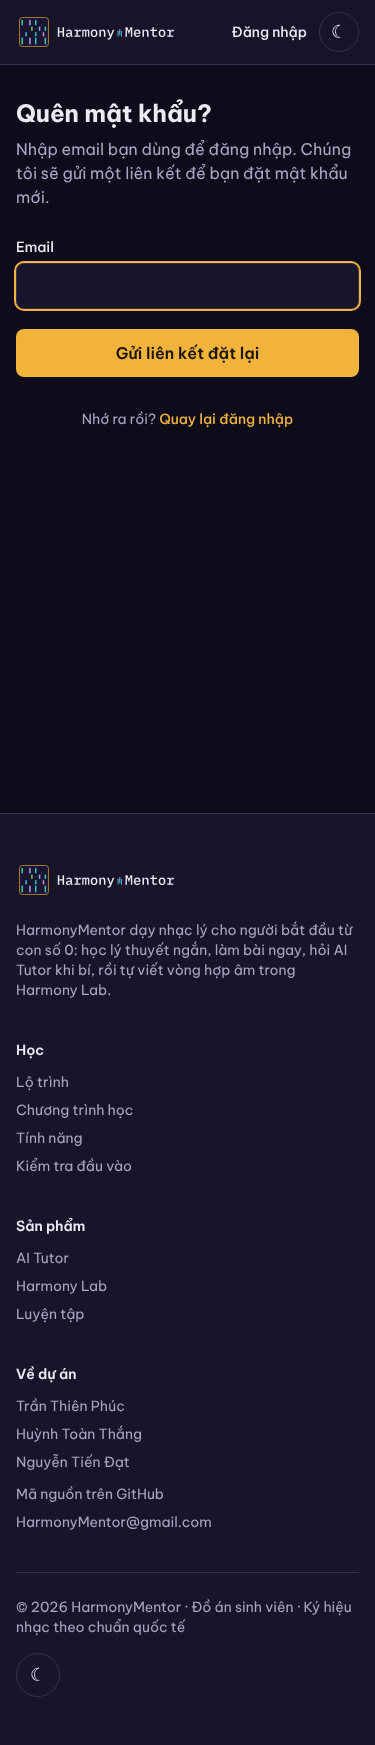 Harmony Mentor
Đăng nhập
Quên mật khẩu?
Nhập email bạn dùng để đăng nhập. Chúng
tôi sẽ gửi một liên kết để bạn đặt mật khẩu
mới.
Email
Gửi liên kết đặt lại
Nhớ ra rồi? Quay lại đăng nhập
Harmony Mentor
HarmonyMentor dạy nhạc lý cho người bắt đầu từ
con số 0: học lý thuyết ngắn, làm bài ngay, hỏi AI
Tutor khi bí, rồi tự viết vòng hợp âm trong
Harmony Lab.
Học
Lộ trình
Chương trình học
Tính năng
Kiểm tra đầu vào
Sản phẩm
AI Tutor
Harmony Lab
Luyện tập
Về dự án
Trần Thiên Phúc
Huỳnh Toàn Thắng
Nguyễn Tiến Đạt
Mã nguồn trên GitHub
HarmonyMentor@gmail.com
© 2026 HarmonyMentor · Đồ án sinh viên · Ký hiệu
nhạc theo chuẩn quốc tế